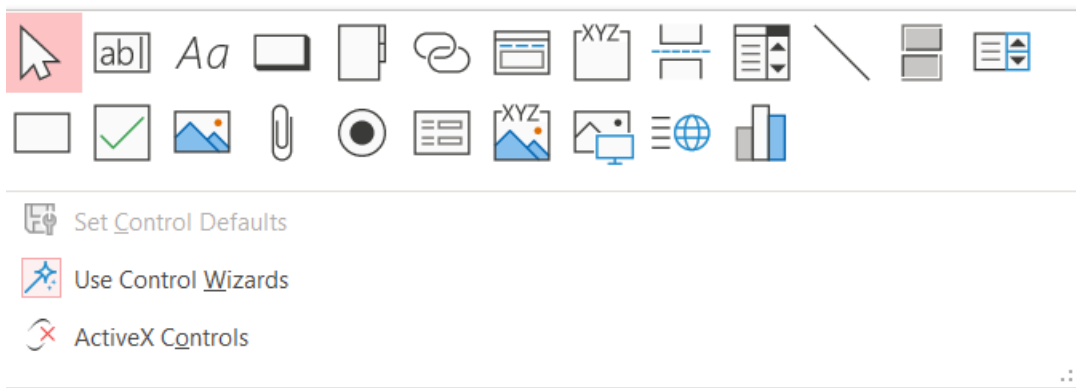 ab Aa XYZ
XYZ
Set Control Defaults
Use Control Wizards
ActiveX Controls